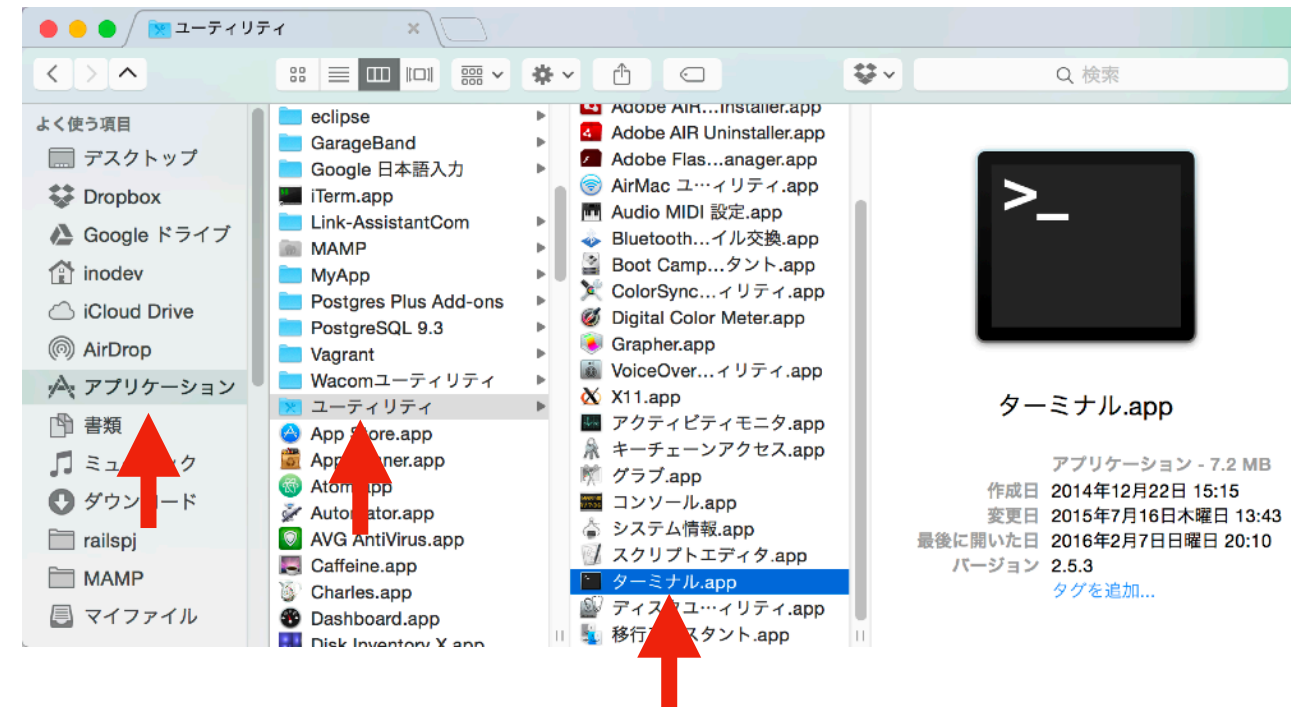 ユーティリティ
検索
よく使う項目
デスクトップ
Dropbox
Google ドライブ
inodev
iCloud Drive
AirDrop
アプリケーション
書類
railspj
MAMP
マイファイル
eclipse
GarageBand
Google 日本語入力
iTerm.app
Link-AssistantCom
MAMP
MyApp
Postgres Plus Add-ons
PostgreSQL 9.3
Vagrant
Wacomユーティリティ
ユーティリティ
AVG AntiVirus.app
Caffeine.app
Charles.app
Dashboard.app
Disk Inventory X.app
Adobe AIR…Installer.app
Adobe AIR Uninstaller.app
Adobe Flas…anager.app
AirMac ユ…ィリティ.app
Audio MIDI 設定.app
Bluetooth…イル交換.app
Boot Camp…タント.app
ColorSync…ィリティ.app
Digital Color Meter.app
Grapher.app
VoiceOver…ィリティ.app
X11.app
アクティビティモニタ.app
キーチェーンアクセス.app
グラブ.app
コンソール.app
システム情報.app
スクリプトエディタ.app
ターミナル.app
ディスクユ…ィリティ.app
>_
ターミナル.app
アプリケーション - 7.2 MB
作成日 2014年12月22日 15:15
変更日 2015年7月16日木曜日 13:43
最後に開いた日 2016年2月7日日曜日 20:10
バージョン 2.5.3
タグを追加...